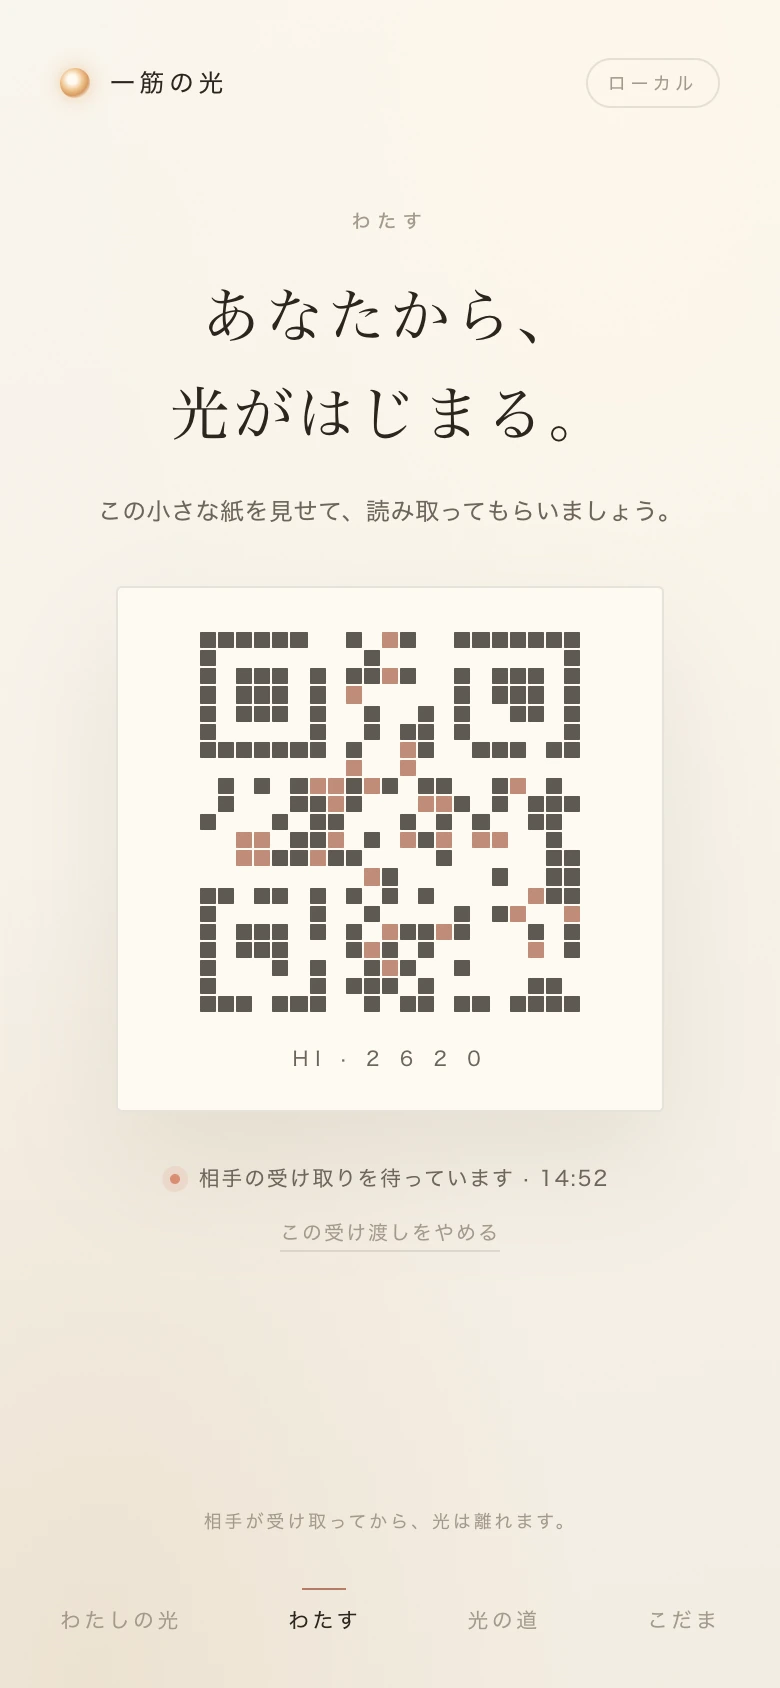 一筋の光
ローカル
わたす
あなたから、
光がはじまる。
この小さな紙を見せて、読み取ってもらいましょう。
HI · 2620
相手の受け取りを待っています · 14:52
この受け渡しをやめる
相手が受け取ってから、光は離れます。
わたしの光
わたす
光の道
こだま